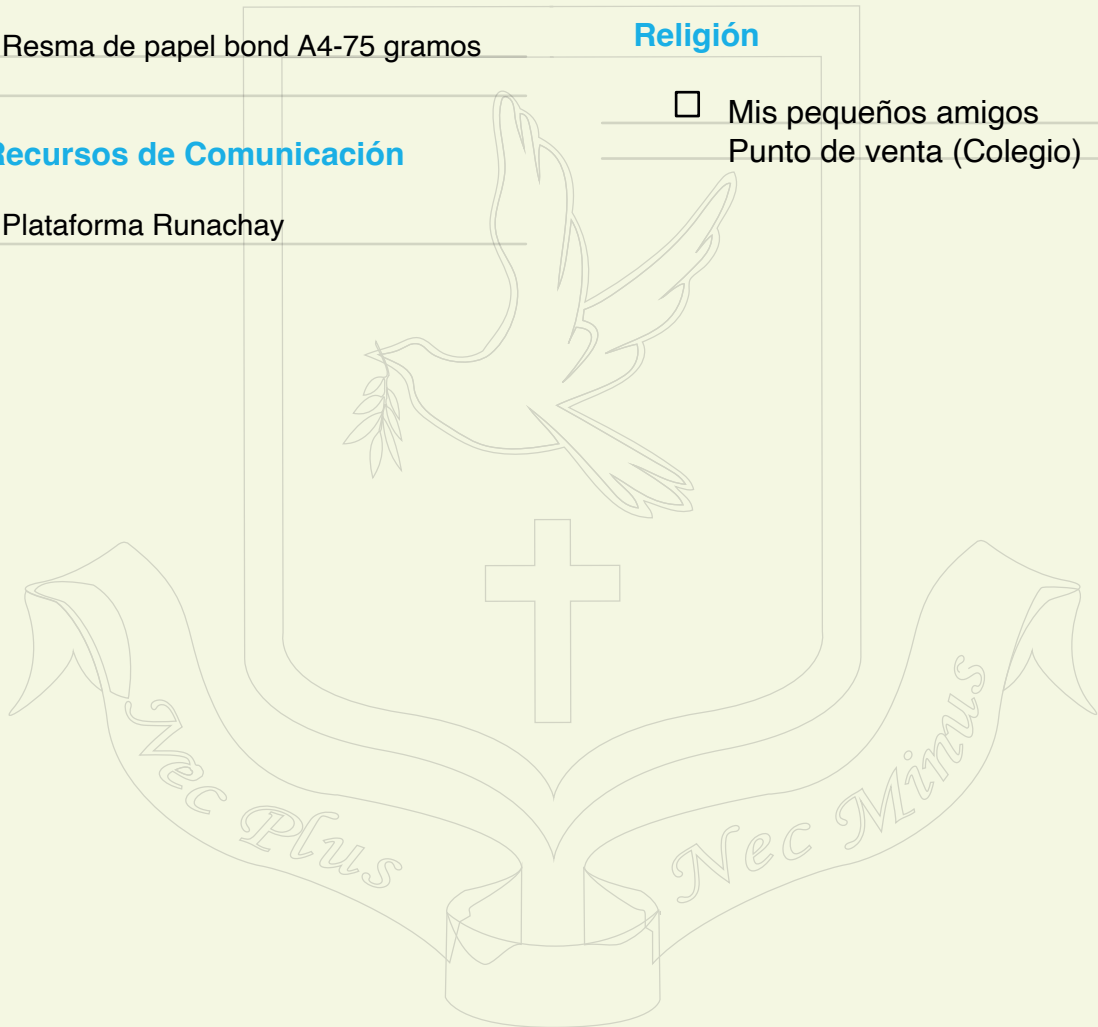 Resma de papel bond A4-75 gramos
Recursos de Comunicación
Plataforma Runachay
Religión
☐ Mis pequeños amigos
Punto de venta (Colegio)
Nec Plus
Nec Minus